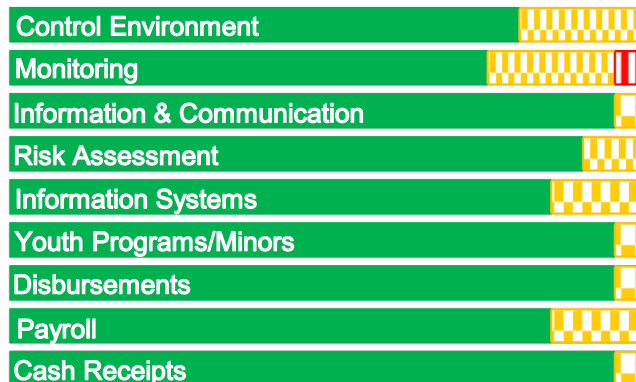 Control Environment
Monitoring
Information & Communication
Risk Assessment
Information Systems
Youth Programs/Minors
Disbursements
Payroll
Cash Receipts